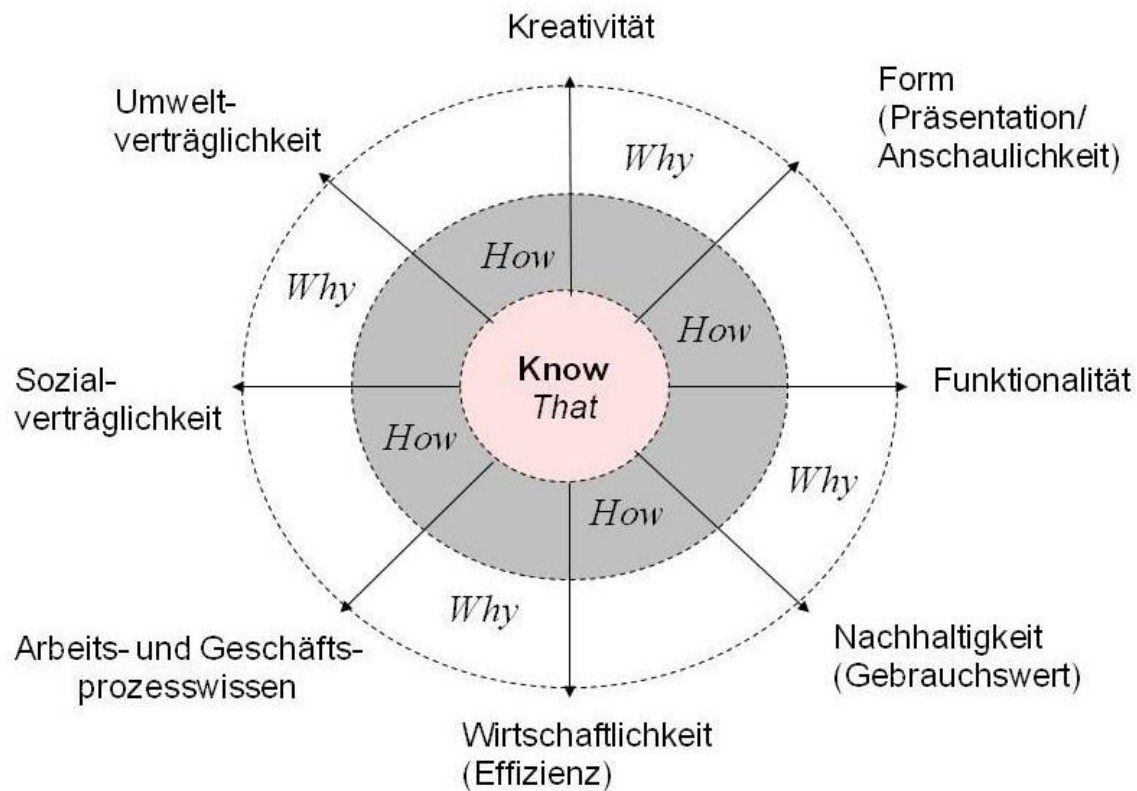 Kreativität
Form
(Präsentation/
Anschaulichkeit)
Umwelt-
verträglichkeit
Why
How
Why
How
Know
That
Sozial-
verträglichkeit
Funktionalität
How
Why
How
Why
Arbeits- und Geschäfts-
prozesswissen
Nachhaltigkeit
(Gebrauchswert)
Wirtschaftlichkeit
(Effizienz)